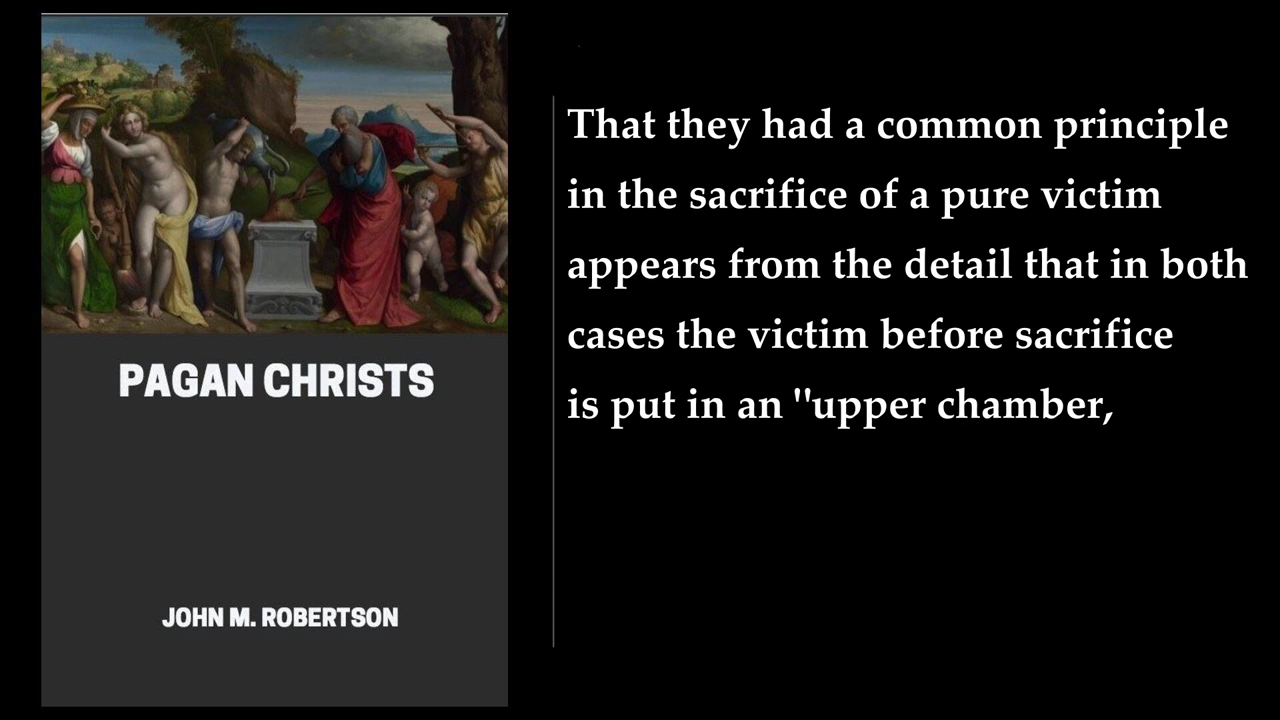 PAGAN CHRISTS
JOHN M. ROBERTSON
That they had a common principle
in the sacrifice of a pure victim
appears from the detail that in both
cases the victim before sacrifice
is put in an "upper chamber,